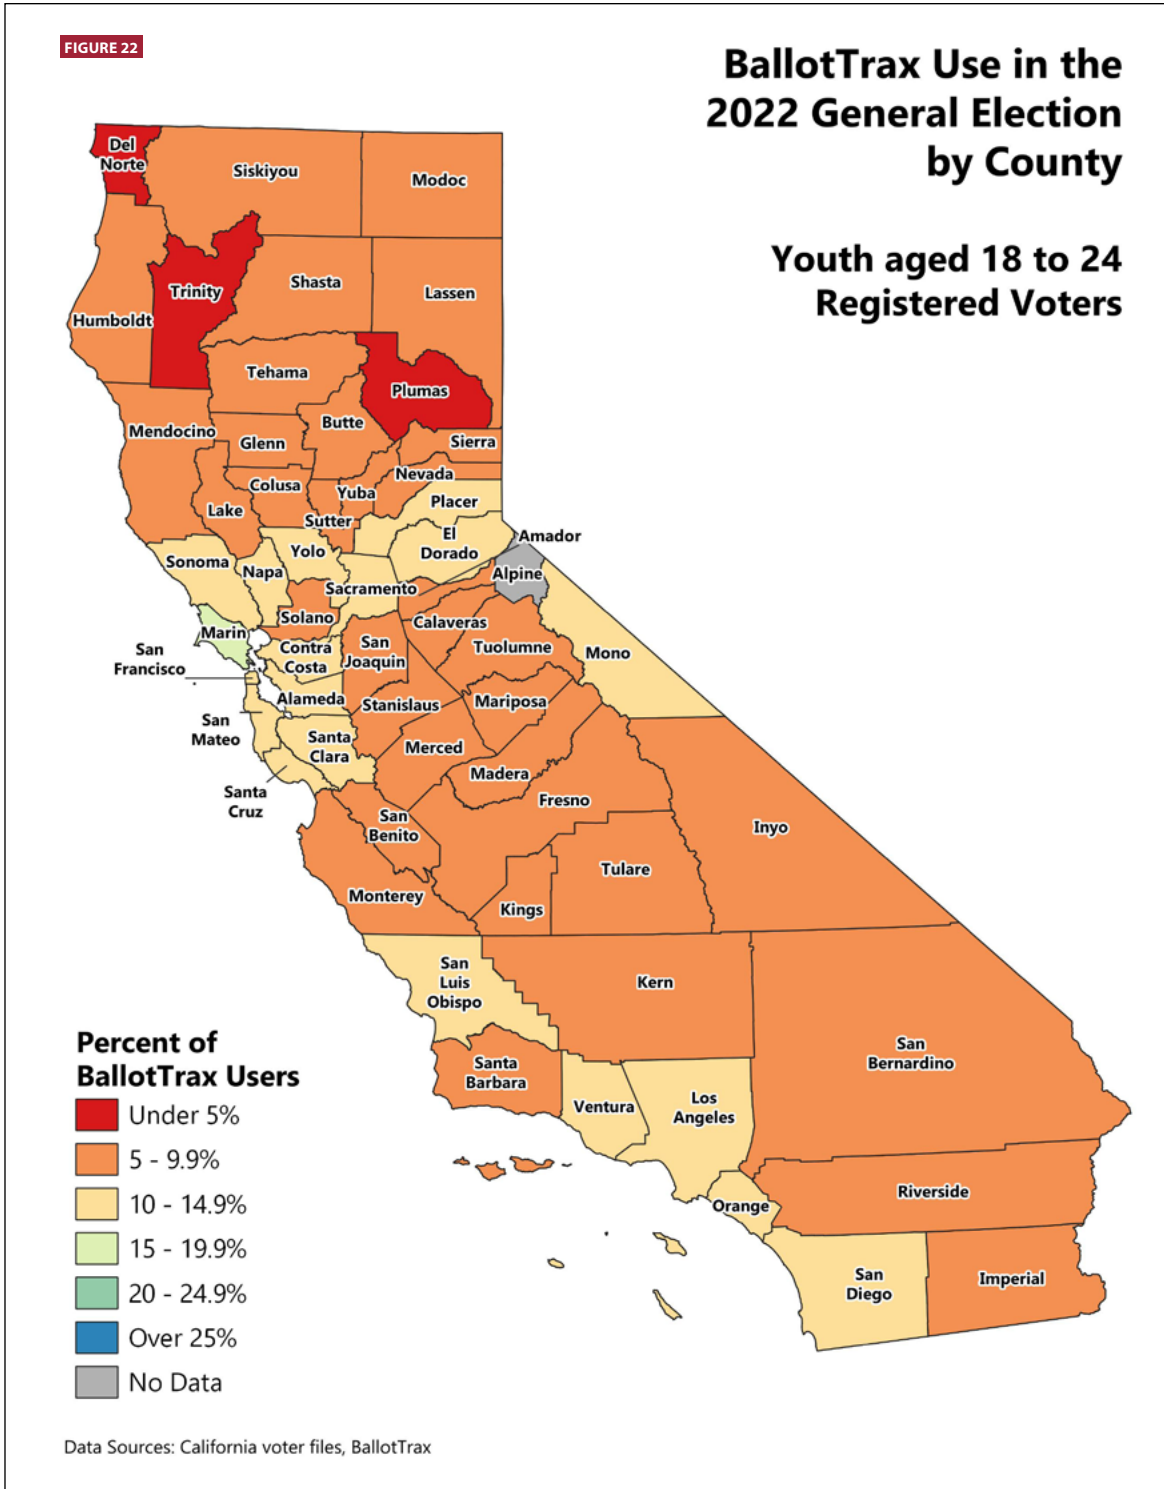 FIGURE 22
BallotTrax Use in the
2022 General Election
by County
Youth aged 18 to 24
Registered Voters
Del
Norte
Siskiyou
Modoc
Trinity
Shasta
Lassen
Humboldt
Tehama
Plumas
Mendocino
Butte
Glenn
Sierra
Nevada
Colusa
Yuba
Placer
Lake
Sutter
El
Dorado
Amador
Sonoma
Yolo
Napa
Alpine
Sacramento
Solano
Calaveras
Marin
Contra
Costa
San
Joaquin
Tuolumne
Mono
San
Francisco
Alameda
Stanislaus
Mariposa
San
Mateo
Santa
Clara
Merced
Madera
Santa
Cruz
Fresno
San
Benito
Inyo
Tulare
Monterey
Kings
San
Luis
Obispo
Kern
San
Bernardino
Santa
Barbara
Ventura
Los
Angeles
Riverside
Orange
San
Diego
Imperial
Percent of
BallotTrax Users
Under 5%
5 - 9.9%
10 - 14.9%
15 - 19.9%
20 - 24.9%
Over 25%
No Data
Data Sources: California voter files, BallotTrax